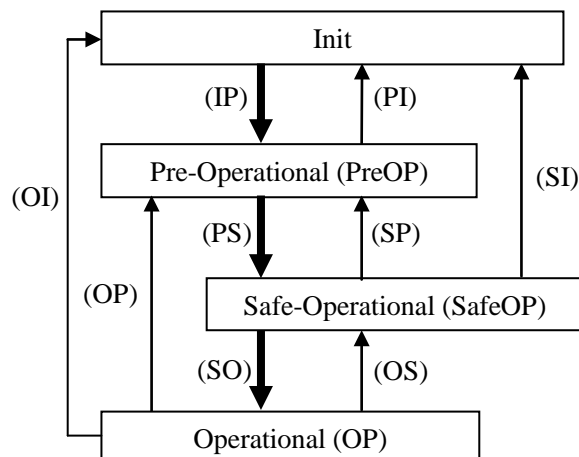 Init
(IP)
(PI)
Pre-Operational (PreOP)
(OI)
(SI)
(PS)
(SP)
(OP)
Safe-Operational (SafeOP)
(SO)
(OS)
Operational (OP)